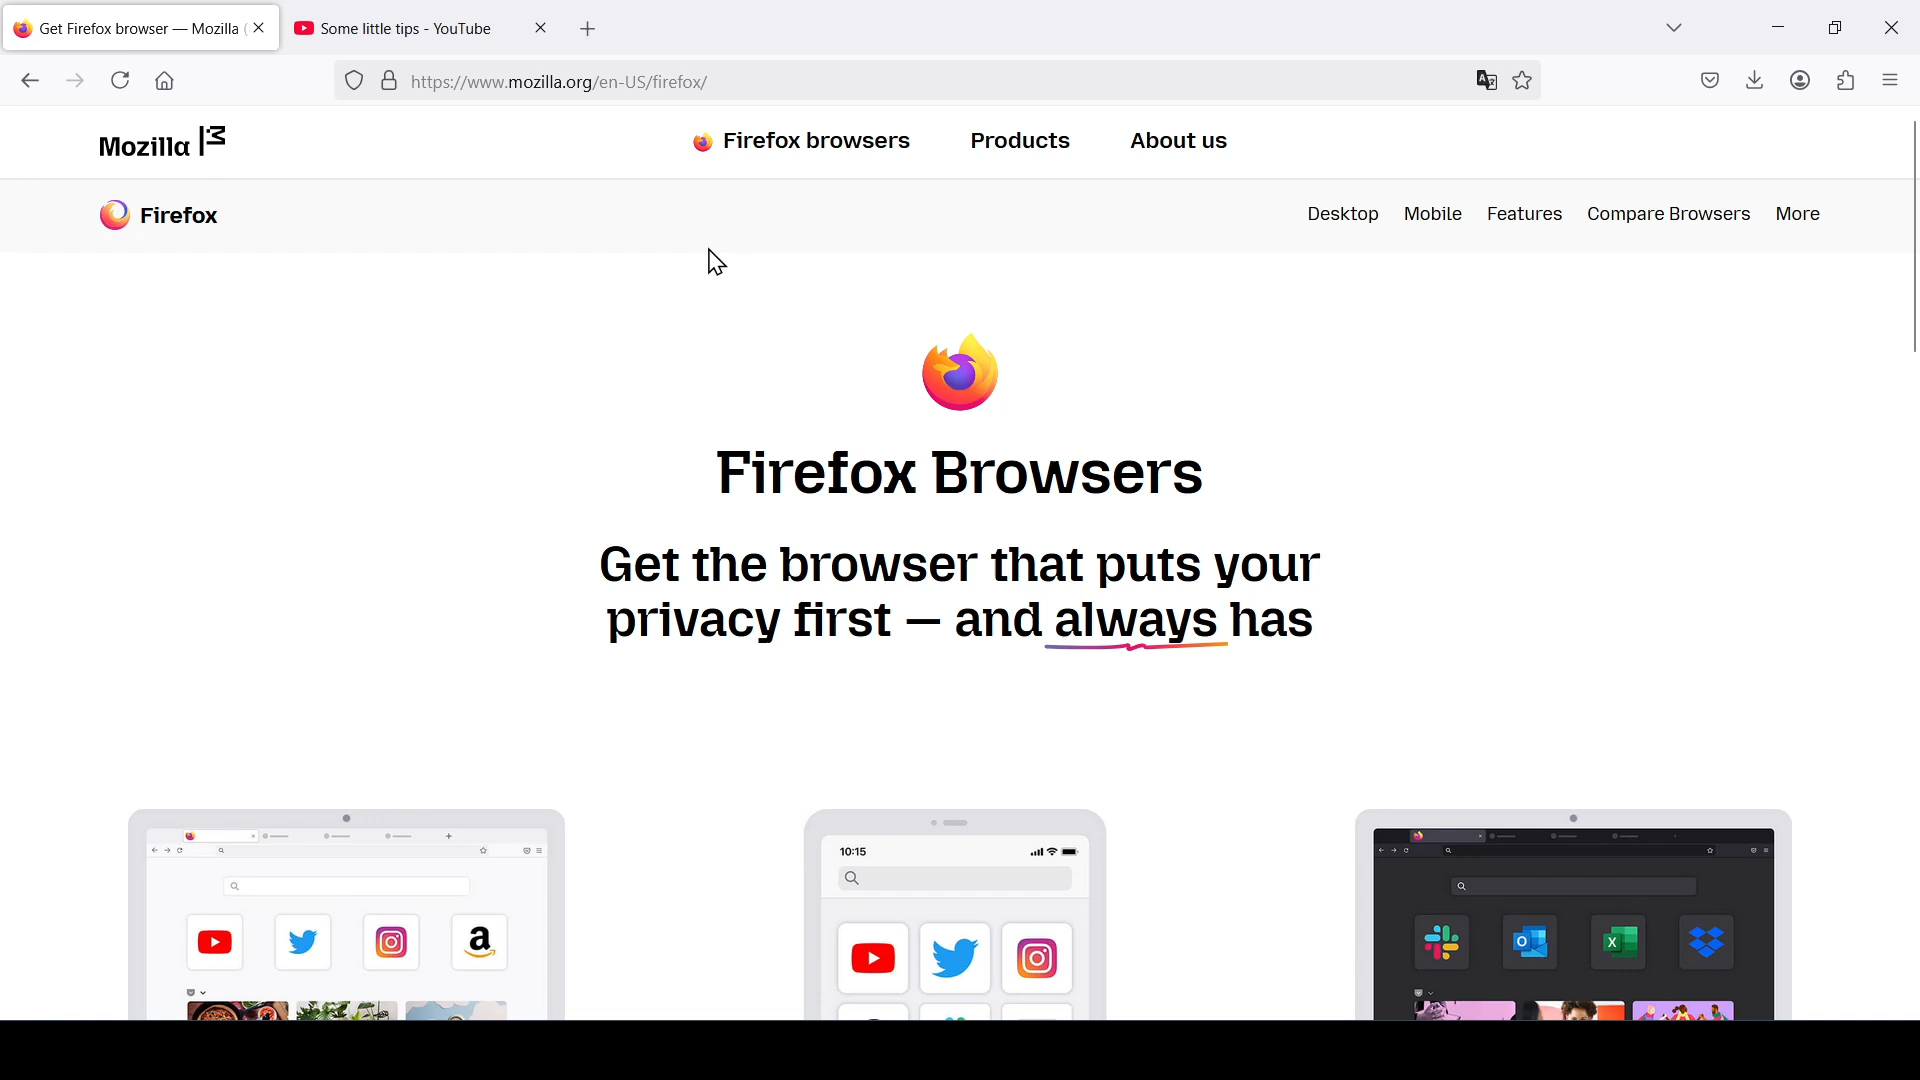 Get Firefox browser — Mozilla (
Some little tips - YouTube
https://www.mozilla.org/en-US/firefox/
Mozilla
Firefox browsers
Products
About us
Firefox
Desktop
Mobile
Features
Compare Browsers
More
Firefox Browsers
Get the browser that puts your
privacy first — and always has
10:15